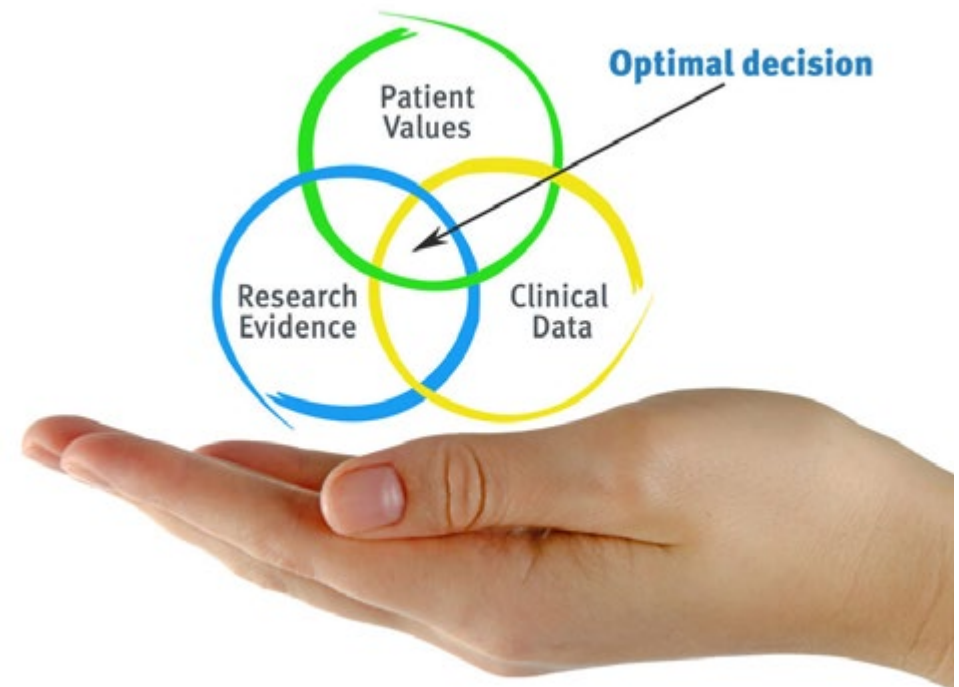 Optimal decision
Patient
Values
Research
Evidence
Clinical
Data